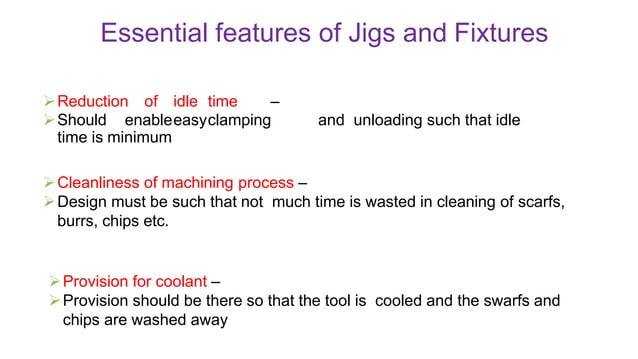 Essential features of Jigs and Fixtures
➢Reduction of idle time –
➢Should enableeasyclamping and unloading such that idle
time is minimum
➢Cleanliness of machining process –
➢Design must be such that not much time is wasted in cleaning of scarfs,
burrs, chips etc.
➢Provision for coolant –
➢Provision should be there so that the tool is cooled and the swarfs and
chips are washed away